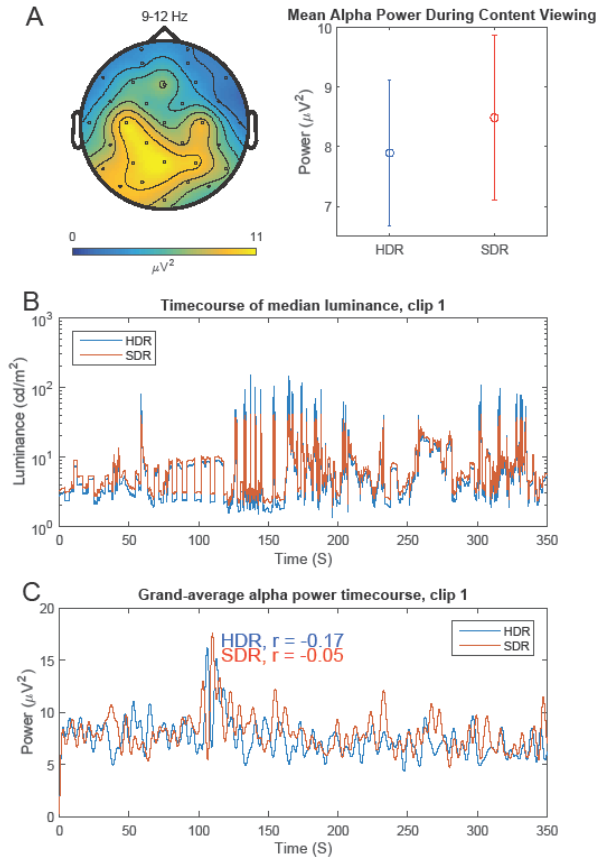 A
9-12 Hz
0
11
μV²
Mean Alpha Power During Content Viewing
Power (μV²)
10
9
8
7
HDR
SDR
B
Timecourse of median luminance, clip 1
Luminance (cd/m²)
10³
10²
10¹
10⁰
HDR
SDR
0 50 100 150 200 250 300 350
Time (S)
C
Grand-average alpha power timecourse, clip 1
Power (μV²)
20
15
10
5
0
HDR, r = -0.17
SDR, r = -0.05
HDR
SDR
0 50 100 150 200 250 300 350
Time (S)